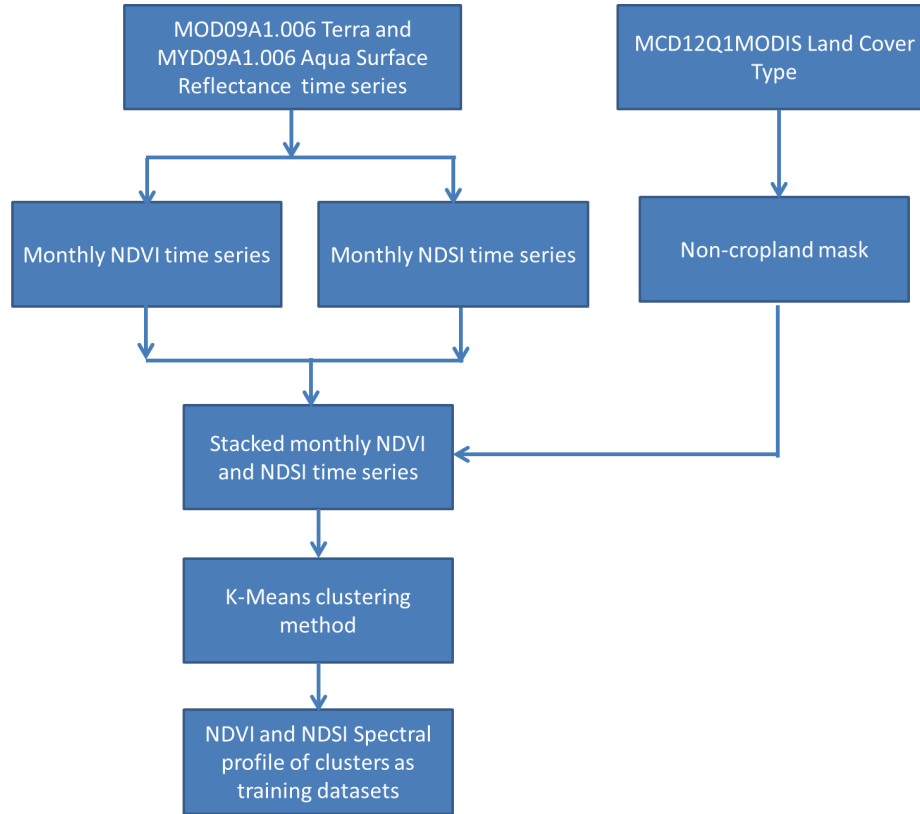 MOD09A1.006 Terra and
MYD09A1.006 Aqua Surface
Reflectance time series
MCD12Q1MODIS Land Cover
Type
Monthly NDVI time series
Monthly NDSI time series
Non-cropland mask
Stacked monthly NDVI
and NDSI time series
K-Means clustering
method
NDVI and NDSI Spectral
profile of clusters as
training datasets